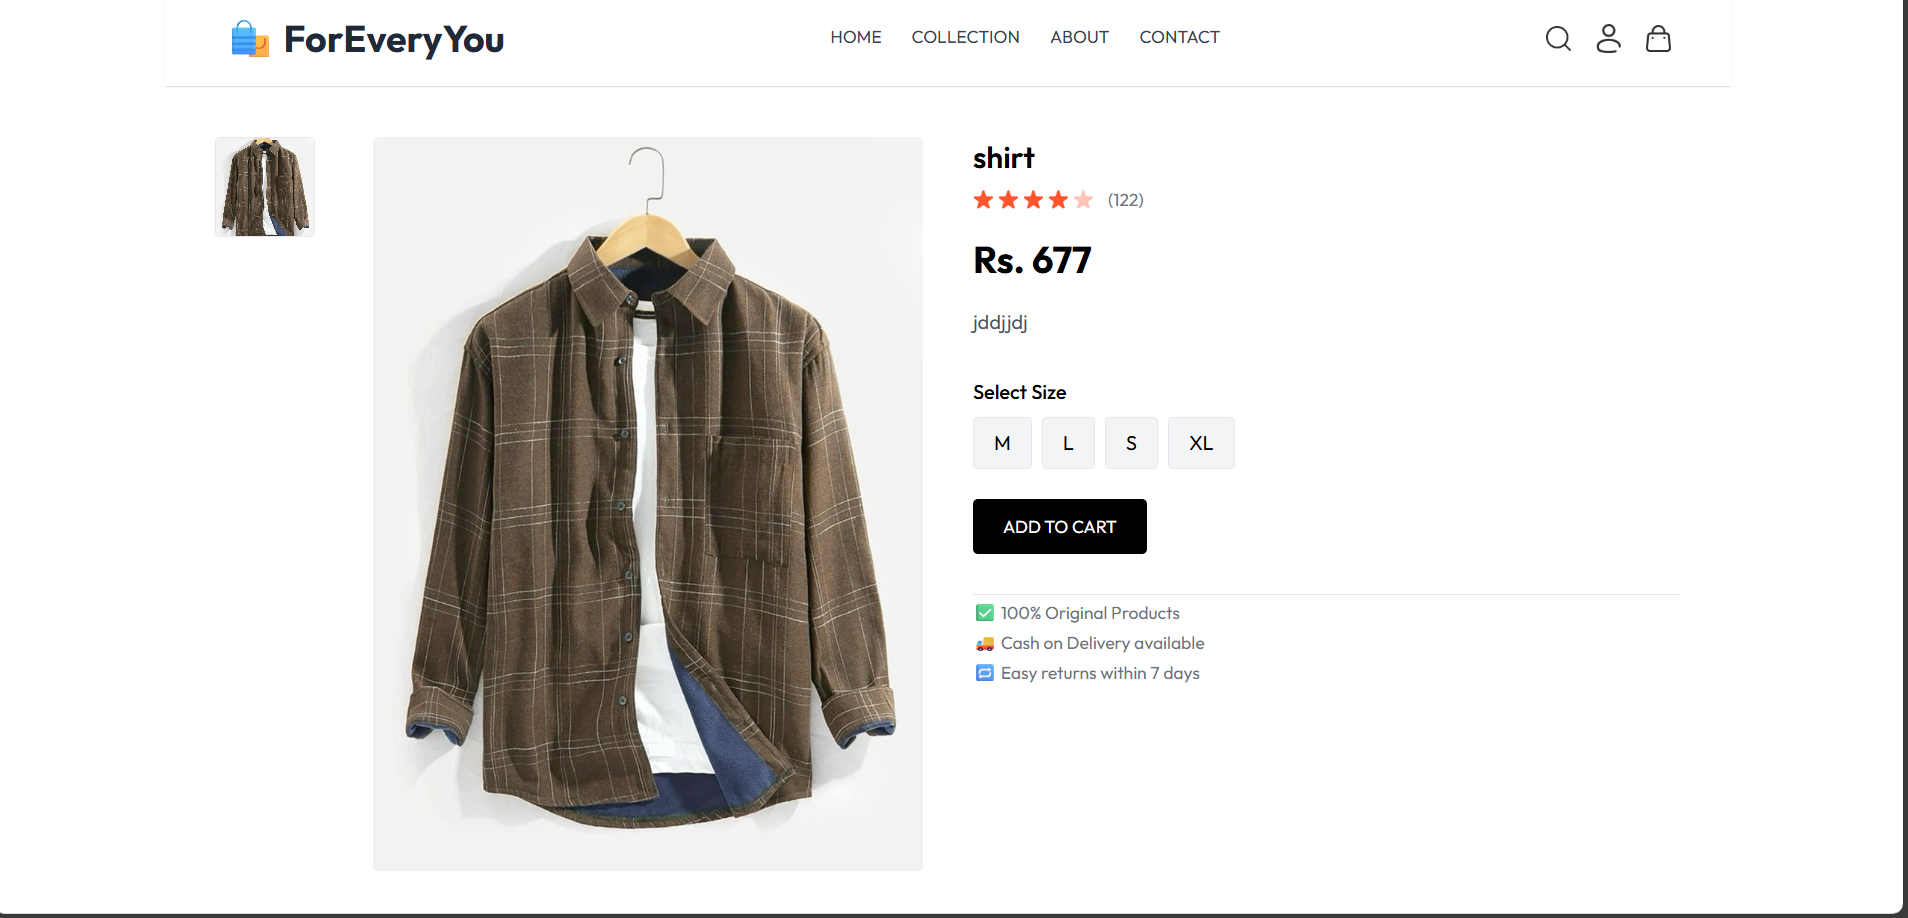 ForEveryYou
HOME COLLECTION ABOUT CONTACT
shirt
(122)
Rs. 677
jddjjdj
Select Size
M L S XL
ADD TO CART
✅ 100% Original Products
🚚 Cash on Delivery available
🔁 Easy returns within 7 days